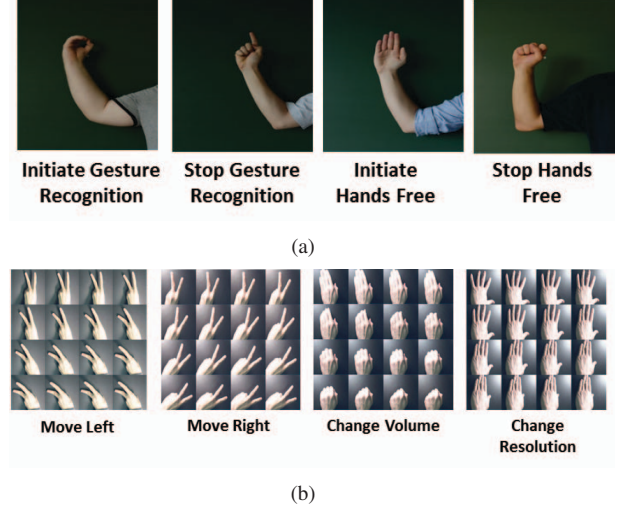 Initiate Gesture Recognition
Stop Gesture Recognition
Initiate Hands Free
Stop Hands Free
(a)
Move Left
Move Right
Change Volume
Change Resolution
(b)